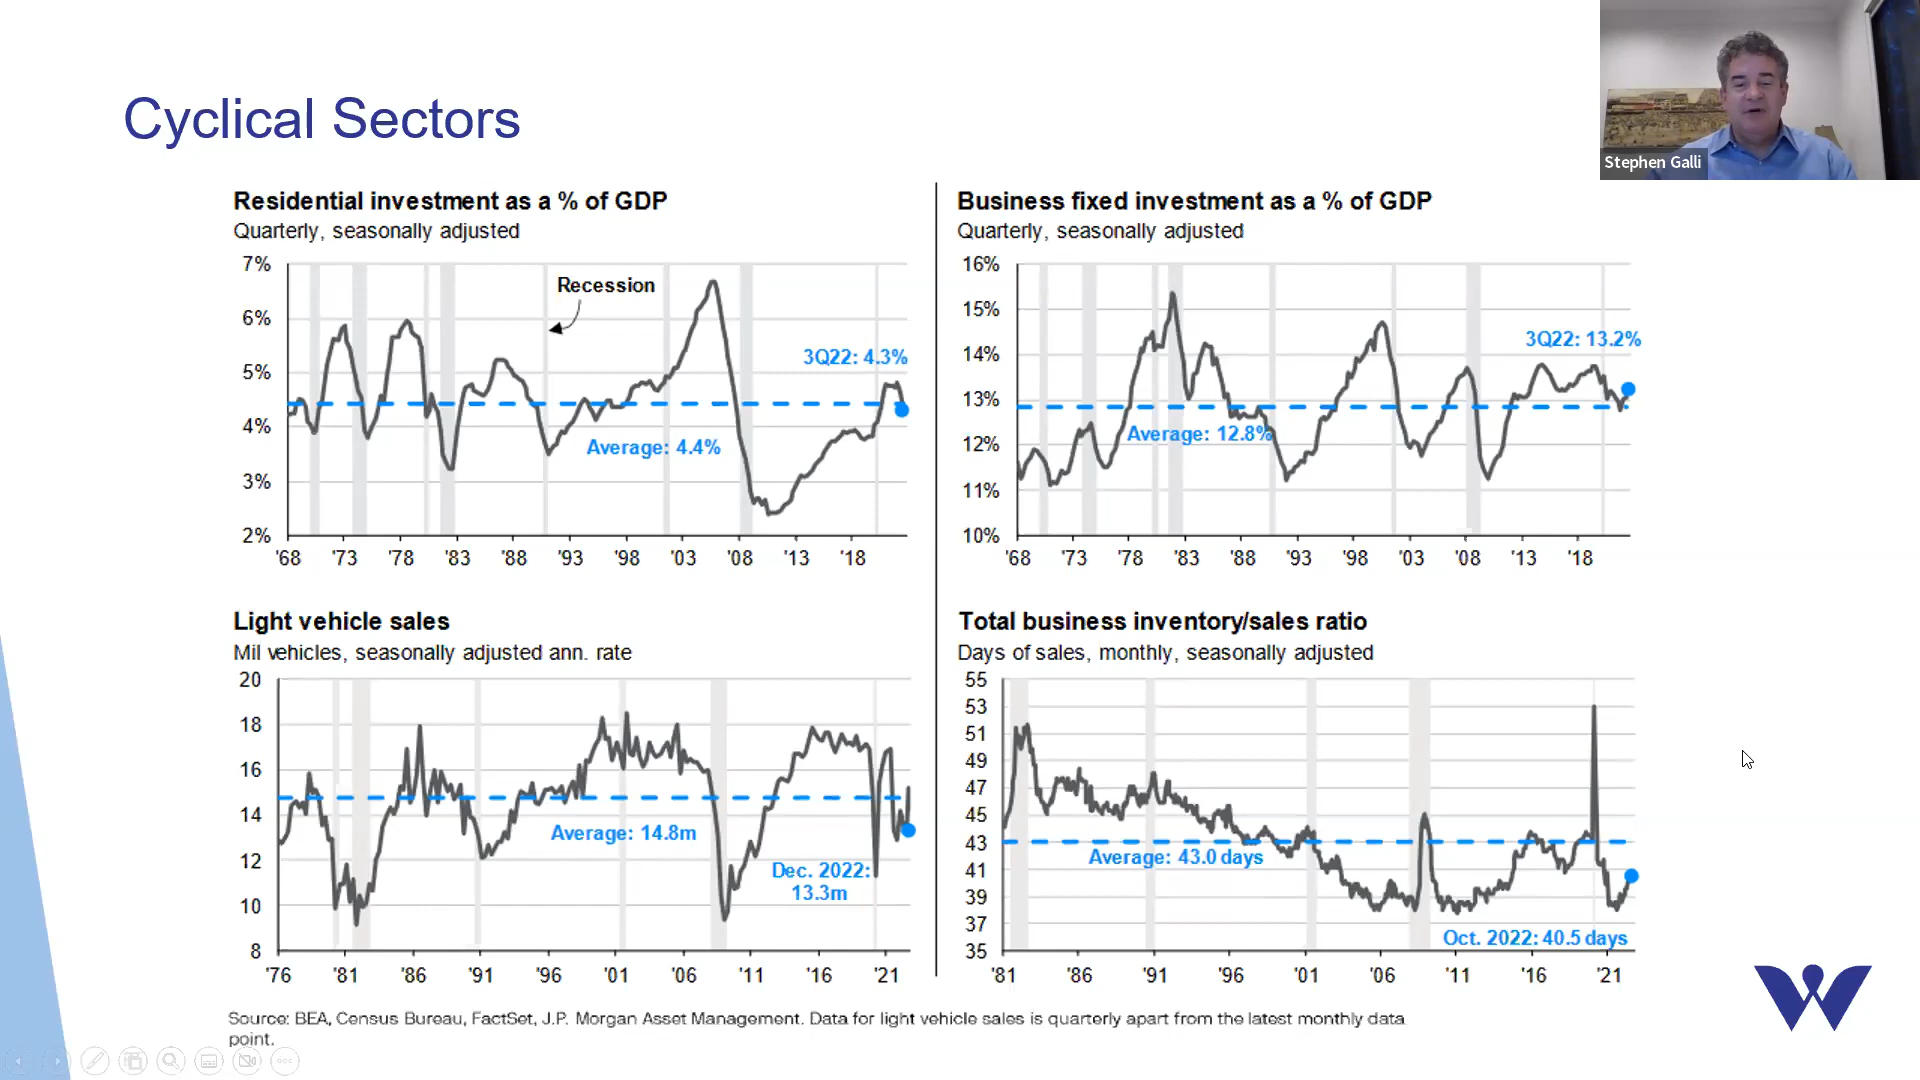 Cyclical Sectors
Stephen Galli
Residential investment as a % of GDP
Quarterly, seasonally adjusted
7%
6%
5%
4%
3%
2%
Recession
3Q22: 4.3%
Average: 4.4%
'68 '73 '78 '83 '88 '93 '98 '03 '08 '13 '18
Business fixed investment as a % of GDP
Quarterly, seasonally adjusted
16%
15%
14%
13%
12%
11%
10%
3Q22: 13.2%
Average: 12.8%
'68 '73 '78 '83 '88 '93 '98 '03 '08 '13 '18
Light vehicle sales
Mil vehicles, seasonally adjusted ann. rate
20
18
16
14
12
10
8
Average: 14.8m
Dec. 2022:
13.3m
'76 '81 '86 '91 '96 '01 '06 '11 '16 '21
Total business inventory/sales ratio
Days of sales, monthly, seasonally adjusted
55
53
51
49
47
45
43
41
39
37
35
Average: 43.0 days
Oct. 2022: 40.5 days
'81 '86 '91 '96 '01 '06 '11 '16 '21
Source: BEA, Census Bureau, FactSet, J.P. Morgan Asset Management. Data for light vehicle sales is quarterly apart from the latest monthly data
point.